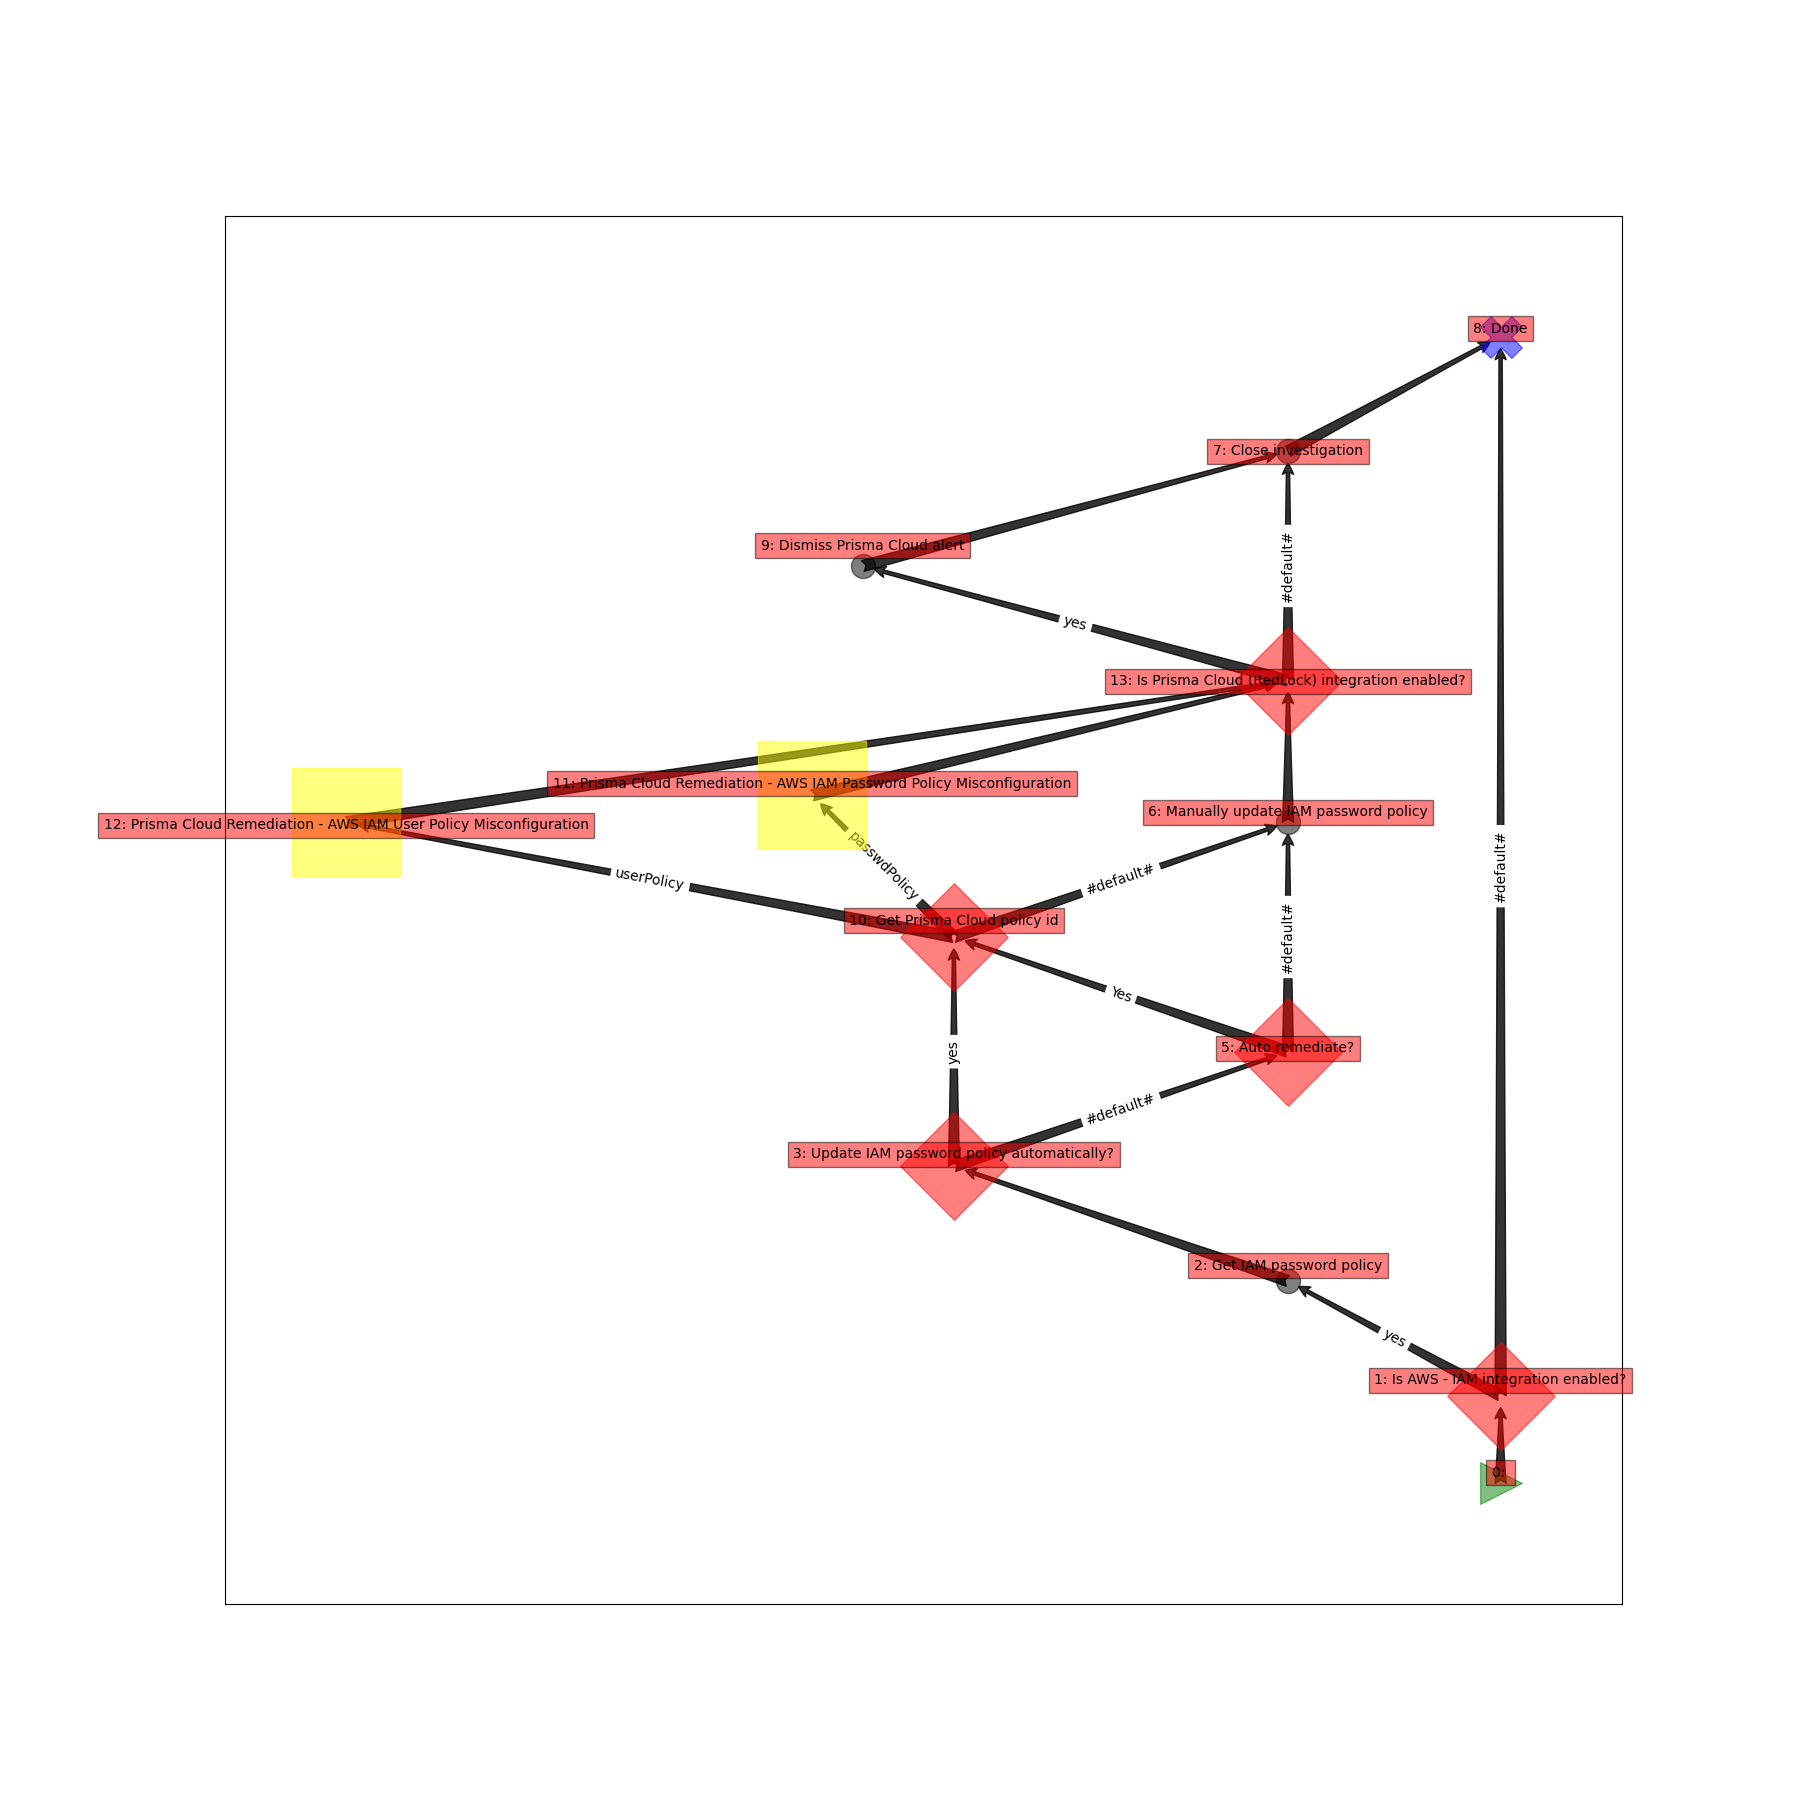 8: Done
7: Close investigation
9: Dismiss Prisma Cloud alert
#default#
yes
13: Is Prisma Cloud (RedLock) integration enabled?
11: Prisma Cloud Remediation - AWS IAM Password Policy Misconfiguration
6: Manually update IAM password policy
12: Prisma Cloud Remediation - AWS IAM User Policy Misconfiguration
passwdPolicy
#default#
userPolicy
#default#
10: Get Prisma Cloud policy id
#default#
Yes
5: Auto remediate?
yes
#default#
3: Update IAM password policy automatically?
2: Get IAM password policy
yes
1: Is AWS - IAM integration enabled?
0: